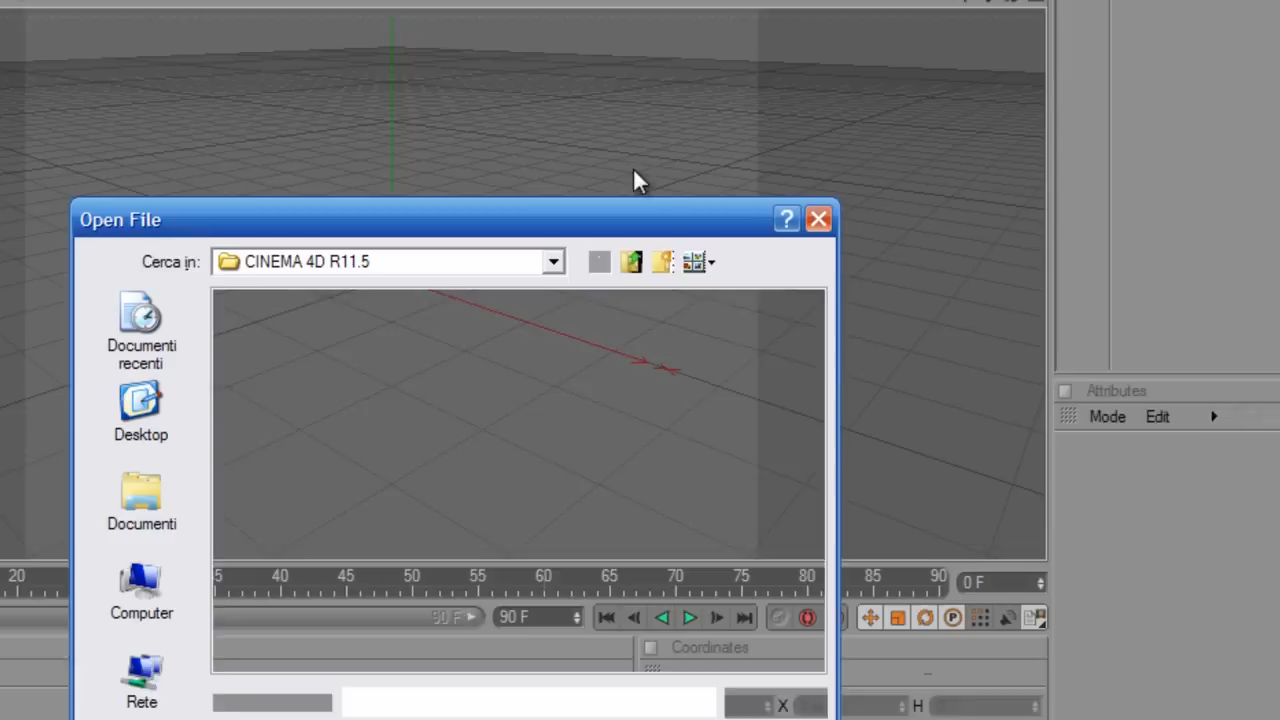 Open File
Cerca in: CINEMA 4D R11.5
Documenti
recenti
Desktop
Documenti
Computer
Rete
Attributes
Mode Edit
20 5 40 45 50 55 60 65 70 75 80 85 90 0 F
90 F 90 F P
Coordinates
X H